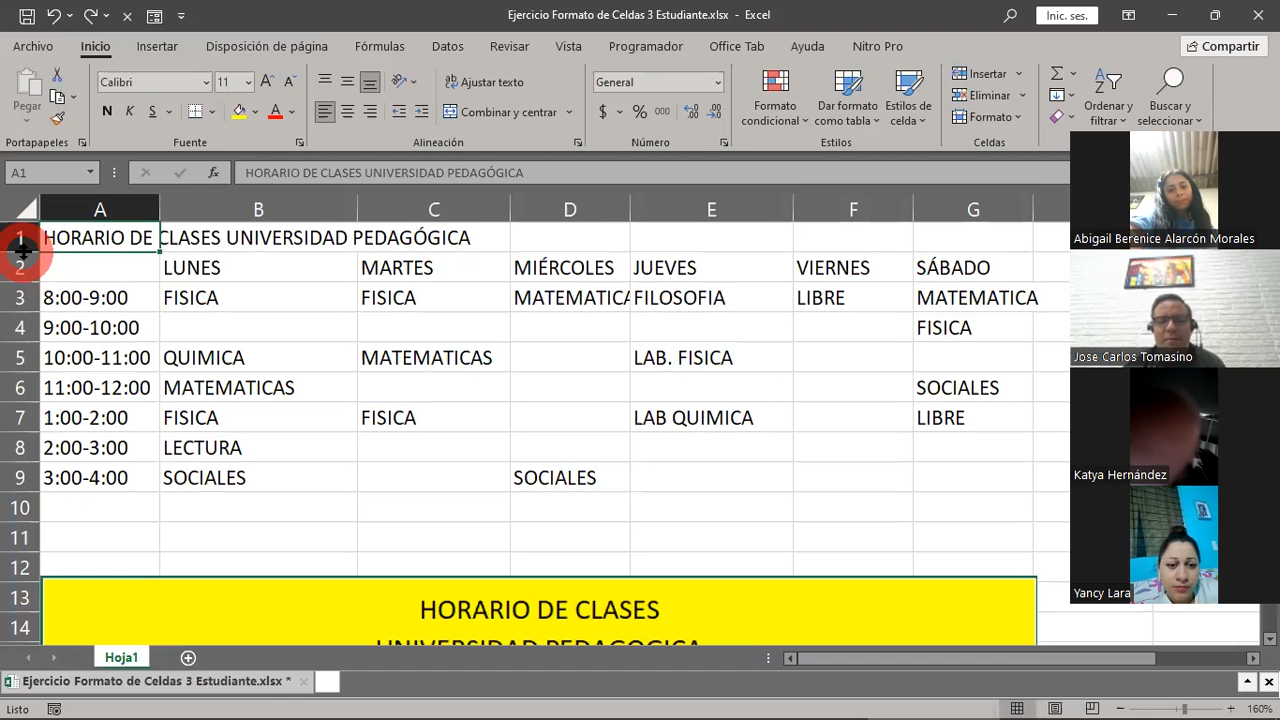 Ejercicio Formato de Celdas 3 Estudiante.xlsx - Excel
Inic. ses.
Archivo Inicio Insertar Disposición de página Fórmulas Datos Revisar Vista Programador Office Tab Ayuda Nitro Pro
Compartir
Pegar
Portapapeles
Calibri 11
N K S
Fuente
Ajustar texto
Combinar y centrar
Alineación
General
$ % 000
Número
Formato condicional
Dar formato como tabla
Estilos de celda
Estilos
Insertar
Eliminar
Formato
Celdas
Ordenar y filtrar
Buscar y seleccionar
A1 fx HORARIO DE CLASES UNIVERSIDAD PEDAGÓGICA
A B C D E F G
1 HORARIO DE CLASES UNIVERSIDAD PEDAGÓGICA
2 LUNES MARTES MIÉRCOLES JUEVES VIERNES SÁBADO
3 8:00-9:00 FISICA FISICA MATEMATICA FILOSOFIA LIBRE MATEMATICA
4 9:00-10:00 FISICA
5 10:00-11:00 QUIMICA MATEMATICAS LAB. FISICA
6 11:00-12:00 MATEMATICAS SOCIALES
7 1:00-2:00 FISICA FISICA LAB QUIMICA LIBRE
8 2:00-3:00 LECTURA
9 3:00-4:00 SOCIALES SOCIALES
10
11
12
13 HORARIO DE CLASES
14 UNIVERSIDAD PEDAGOGICA
Abigail Berenice Alarcón Morales
Jose Carlos Tomasino
Katya Hernández
Yancy Lara
Hoja1
Ejercicio Formato de Celdas 3 Estudiante.xlsx *
Listo
160%